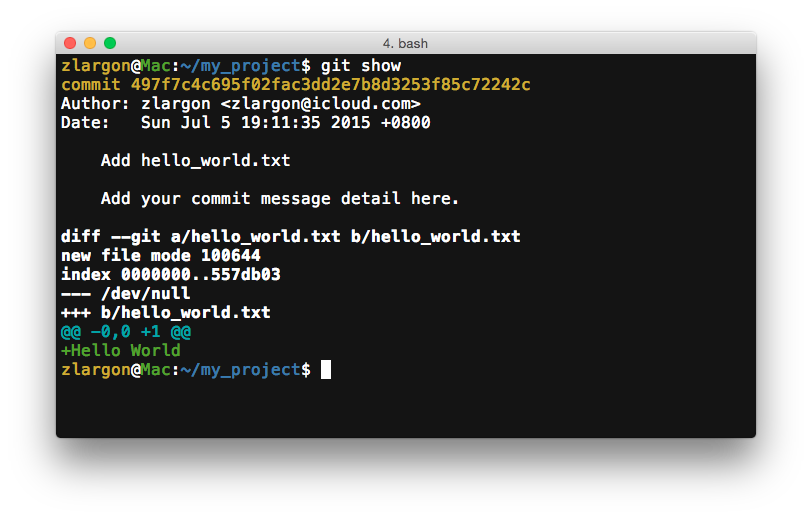 4. bash
zlargon@Mac:~/my_project$ git show
commit 497f7c4c695f02fac3dd2e7b8d3253f85c72242c
Author: zlargon <zlargon@icloud.com>
Date:   Sun Jul 5 19:11:35 2015 +0800
    Add hello_world.txt
    Add your commit message detail here.
diff --git a/hello_world.txt b/hello_world.txt
new file mode 100644
index 0000000..557db03
--- /dev/null
+++ b/hello_world.txt
@@ -0,0 +1 @@
+Hello World
zlargon@Mac:~/my_project$